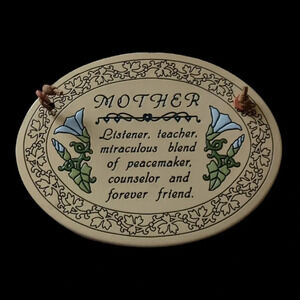 MOTHER
Listener, teacher,
miraculous blend
of peacemaker,
counselor and
forever friend.